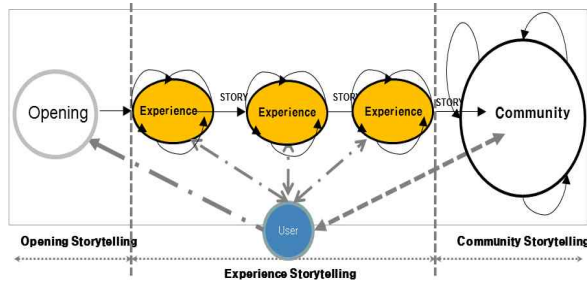 Opening
Experience
STORY
Experience
STORY
Experience
STORY
Community
User
Opening Storytelling
Experience Storytelling
Community Storytelling